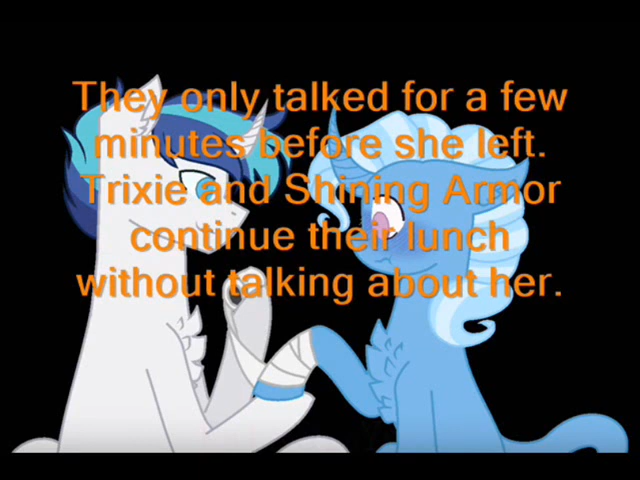 They only talked for a few
minutes before she left.
Trixie and Shining Armor
continue their lunch
without talking about her.